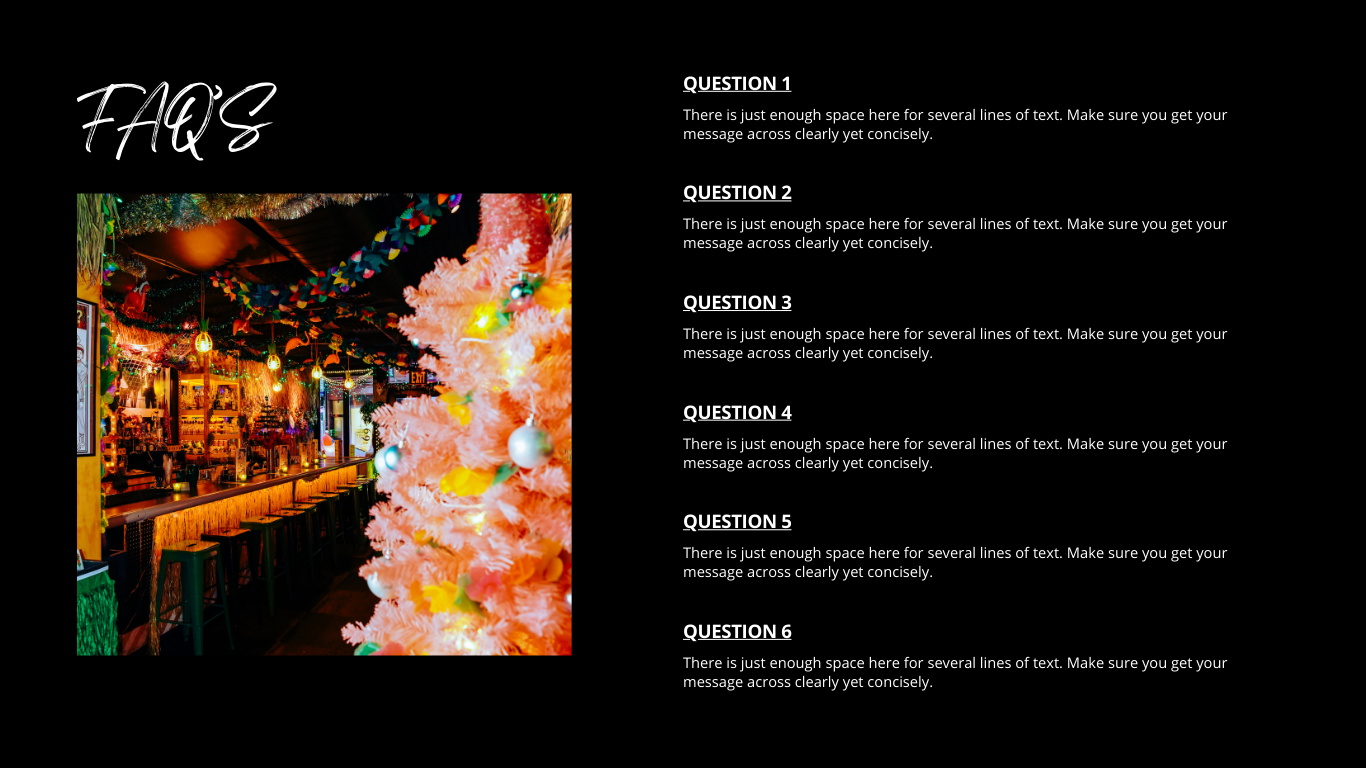 FAQ'S
EXIT
QUESTION 1
There is just enough space here for several lines of text. Make sure you get your
message across clearly yet concisely.
QUESTION 2
There is just enough space here for several lines of text. Make sure you get your
message across clearly yet concisely.
QUESTION 3
There is just enough space here for several lines of text. Make sure you get your
message across clearly yet concisely.
QUESTION 4
There is just enough space here for several lines of text. Make sure you get your
message across clearly yet concisely.
QUESTION 5
There is just enough space here for several lines of text. Make sure you get your
message across clearly yet concisely.
QUESTION 6
There is just enough space here for several lines of text. Make sure you get your
message across clearly yet concisely.